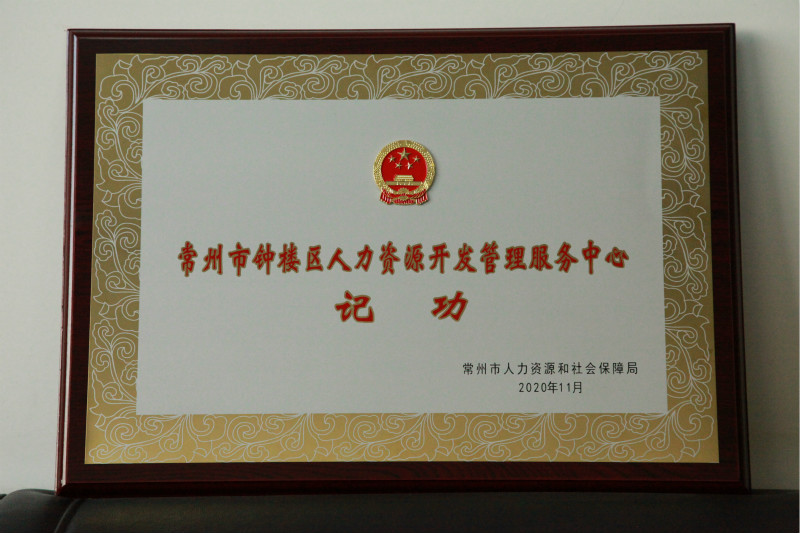 常州市钟楼区人力资源开发管理服务中心
记 功
常州市人力资源和社会保障局
2020年11月